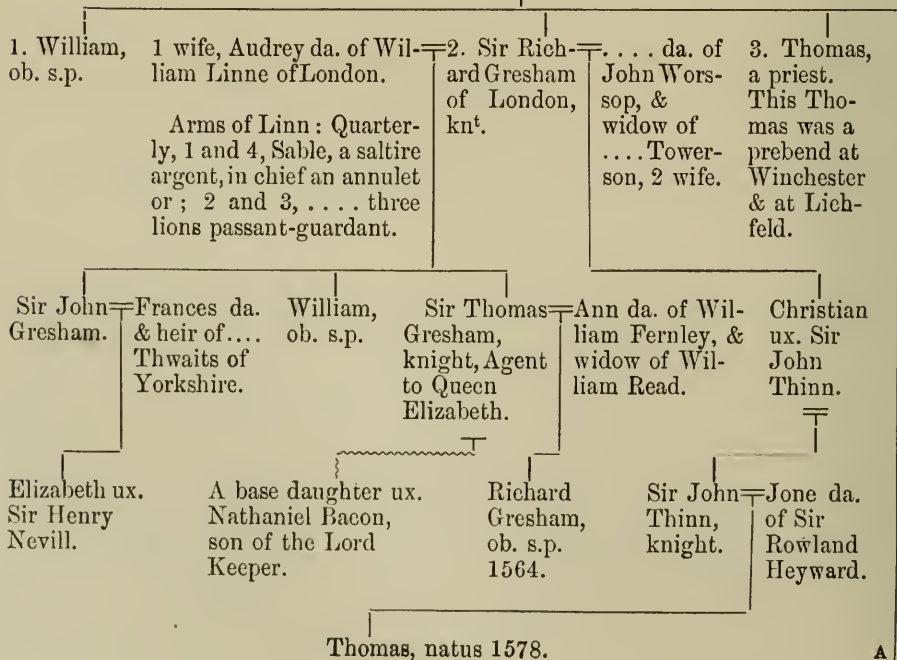 1. William,
ob. s.p.
1 wife, Audrey da. of Wil-
liam Linne of London.
Arms of Linn : Quarter-
ly, 1 and 4, Sable, a saltire
argent, in chief an annulet
or ; 2 and 3, .... three
lions passant-guardant.
2. Sir Rich-
ard Gresham
of London,
knt.
.... da. of
John Wors-
sop, &
widow of
.... Tower-
son, 2 wife.
3. Thomas,
a priest.
This Tho-
mas was a
prebend at
Winchester
& at Lich-
feld.
Sir John
Gresham.
Frances da.
& heir of....
Thwaits of
Yorkshire.
William,
ob. s.p.
Sir Thomas
Gresham,
knight, Agent
to Queen
Elizabeth.
Ann da. of Wil-
liam Fernley, &
widow of Wil-
liam Read.
Christian
ux. Sir
John
Thinn.
Elizabeth ux.
Sir Henry
Nevill.
A base daughter ux.
Nathaniel Bacon,
son of the Lord
Keeper.
Richard
Gresham,
ob. s.p.
1564.
Sir John
Thinn,
knight.
Jone da.
of Sir
Rowland
Heyward.
Thomas, natus 1578.
A